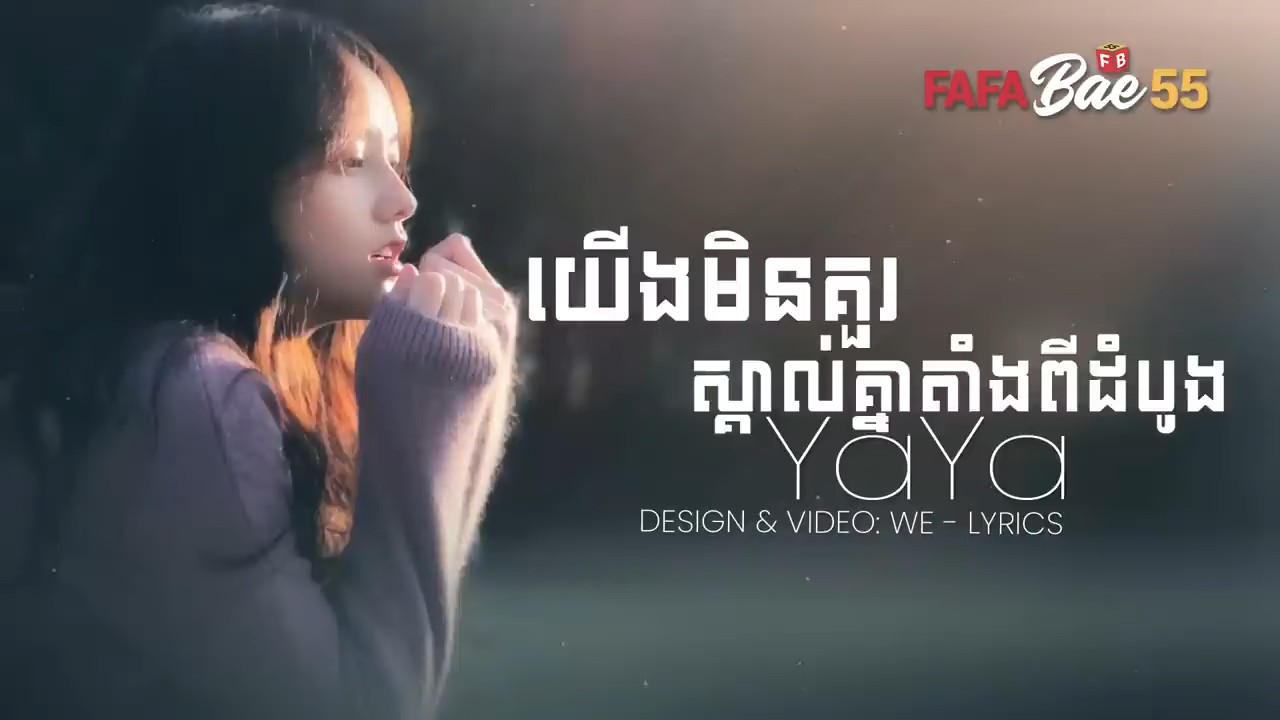 FAFA Bae 55
FB
យើងមិនគួរ
ស្គាល់គ្នាតាំងពីដំបូង
YaYa
DESIGN & VIDEO: WE - LYRICS